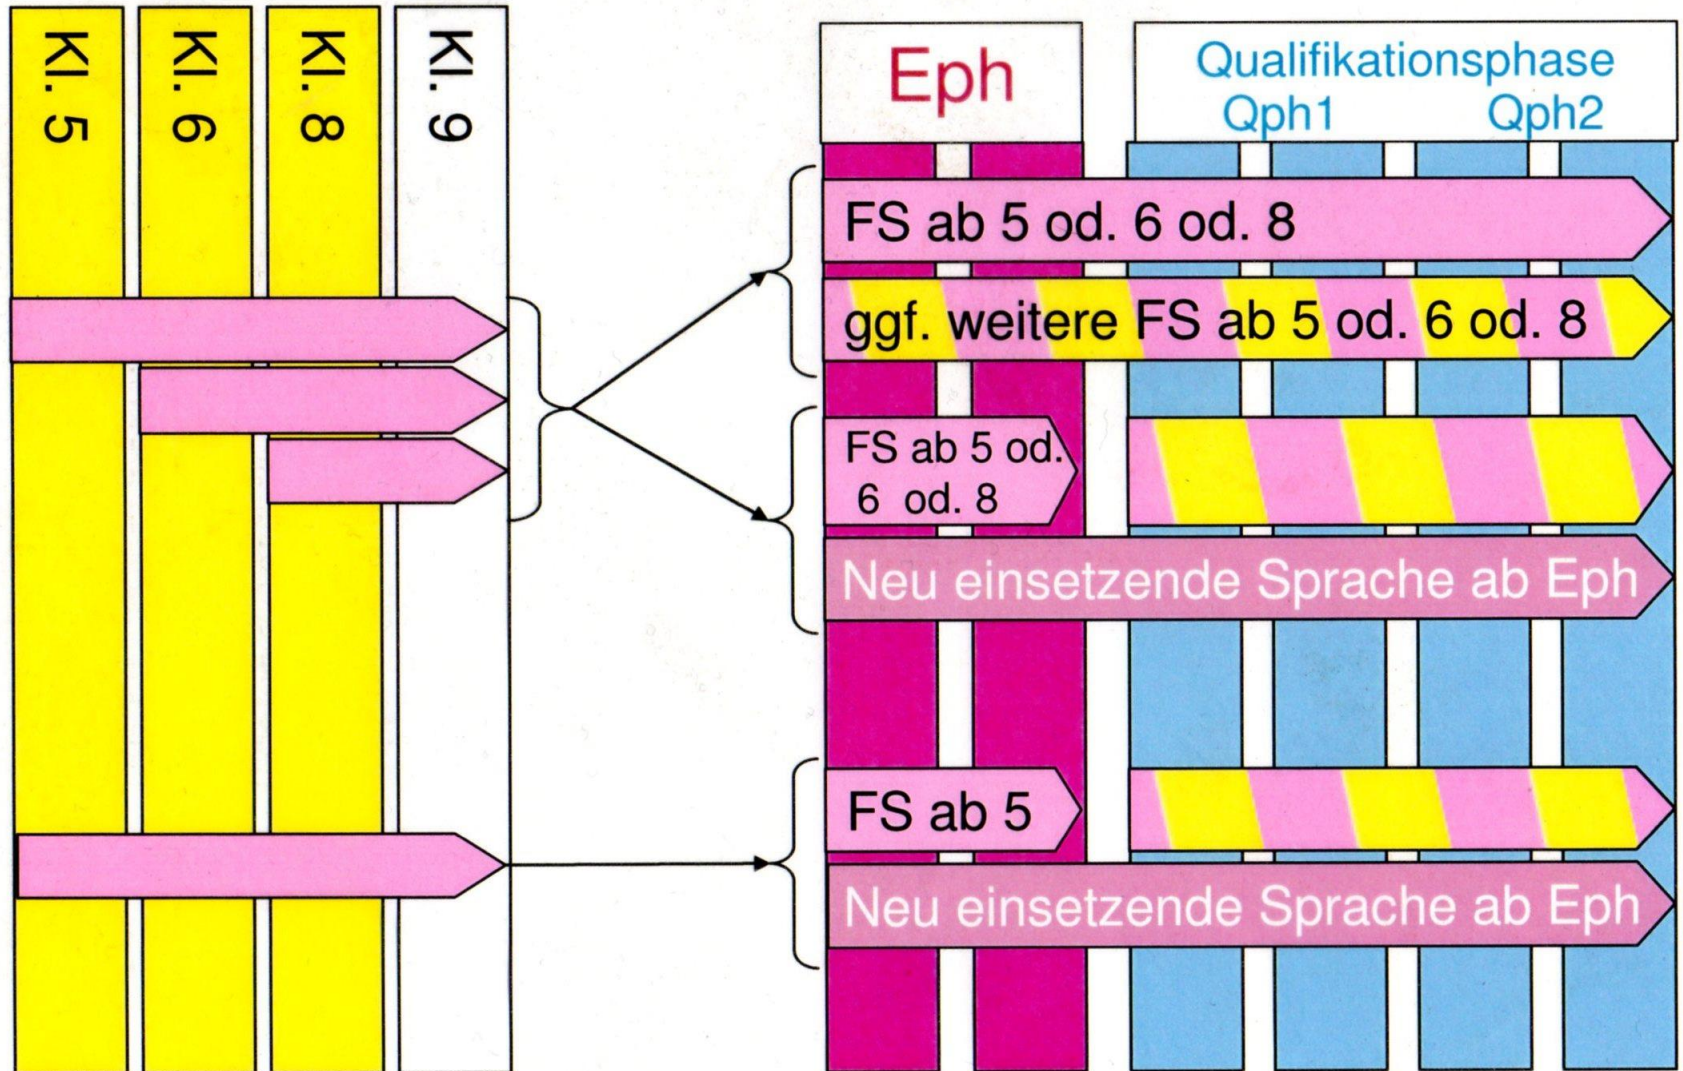 Kl. 5
Kl. 6
Kl. 8
Kl. 9
Eph
Qualifikationsphase
Qph1 Qph2
FS ab 5 od. 6 od. 8
ggf. weitere FS ab 5 od. 6 od. 8
FS ab 5 od.
6 od. 8
Neu einsetzende Sprache ab Eph
FS ab 5
Neu einsetzende Sprache ab Eph